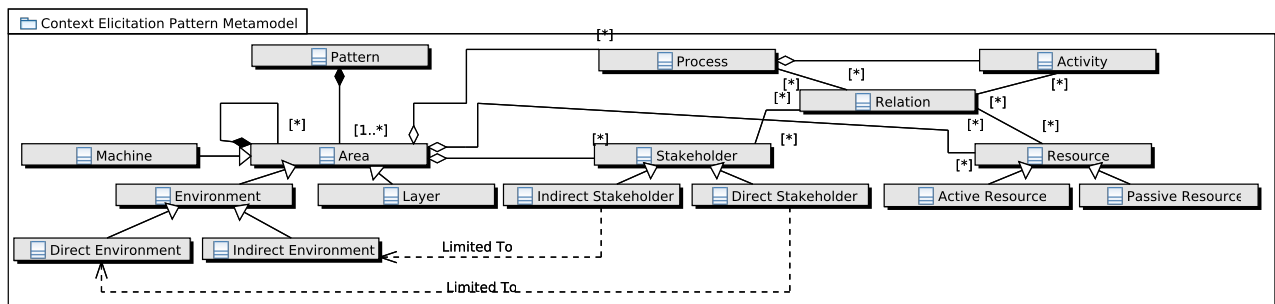 Context Elicitation Pattern Metamodel
[*]
Pattern
Process
Activity
[*]
[*]
[*]
[*]
Relation
[*]
[*]
[*]
[*]
[1..*]
[*]
[*]
Machine
Area
Stakeholder
Resource
[*]
Environment
Layer
Indirect Stakeholder
Direct Stakeholder
Active Resource
Passive Resource
Direct Environment
Indirect Environment
Limited To
Limited To